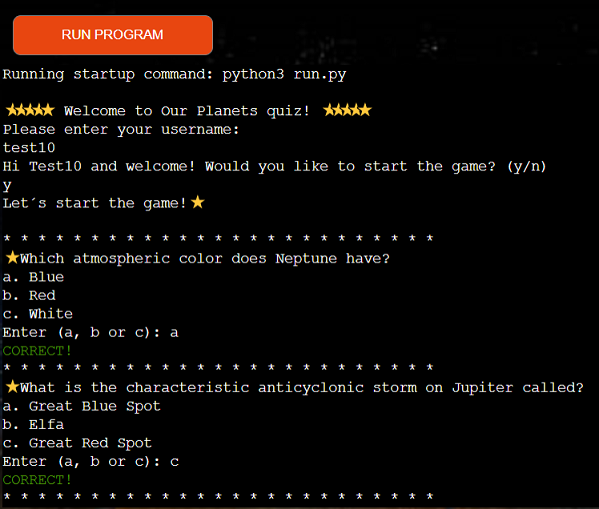 RUN PROGRAM
Running startup command: python3 run.py
⭐⭐⭐⭐⭐ Welcome to Our Planets quiz! ⭐⭐⭐⭐⭐
Please enter your username:
test10
Hi Test10 and welcome! Would you like to start the game? (y/n)
y
Let´s start the game!⭐
* * * * * * * * * * * * * * * * * * * * * * * * *
⭐Which atmospheric color does Neptune have?
a. Blue
b. Red
c. White
Enter (a, b or c): a
CORRECT!
* * * * * * * * * * * * * * * * * * * * * * * * *
⭐What is the characteristic anticyclonic storm on Jupiter called?
a. Great Blue Spot
b. Elfa
c. Great Red Spot
Enter (a, b or c): c
CORRECT!
* * * * * * * * * * * * * * * * * * * * * * * * *